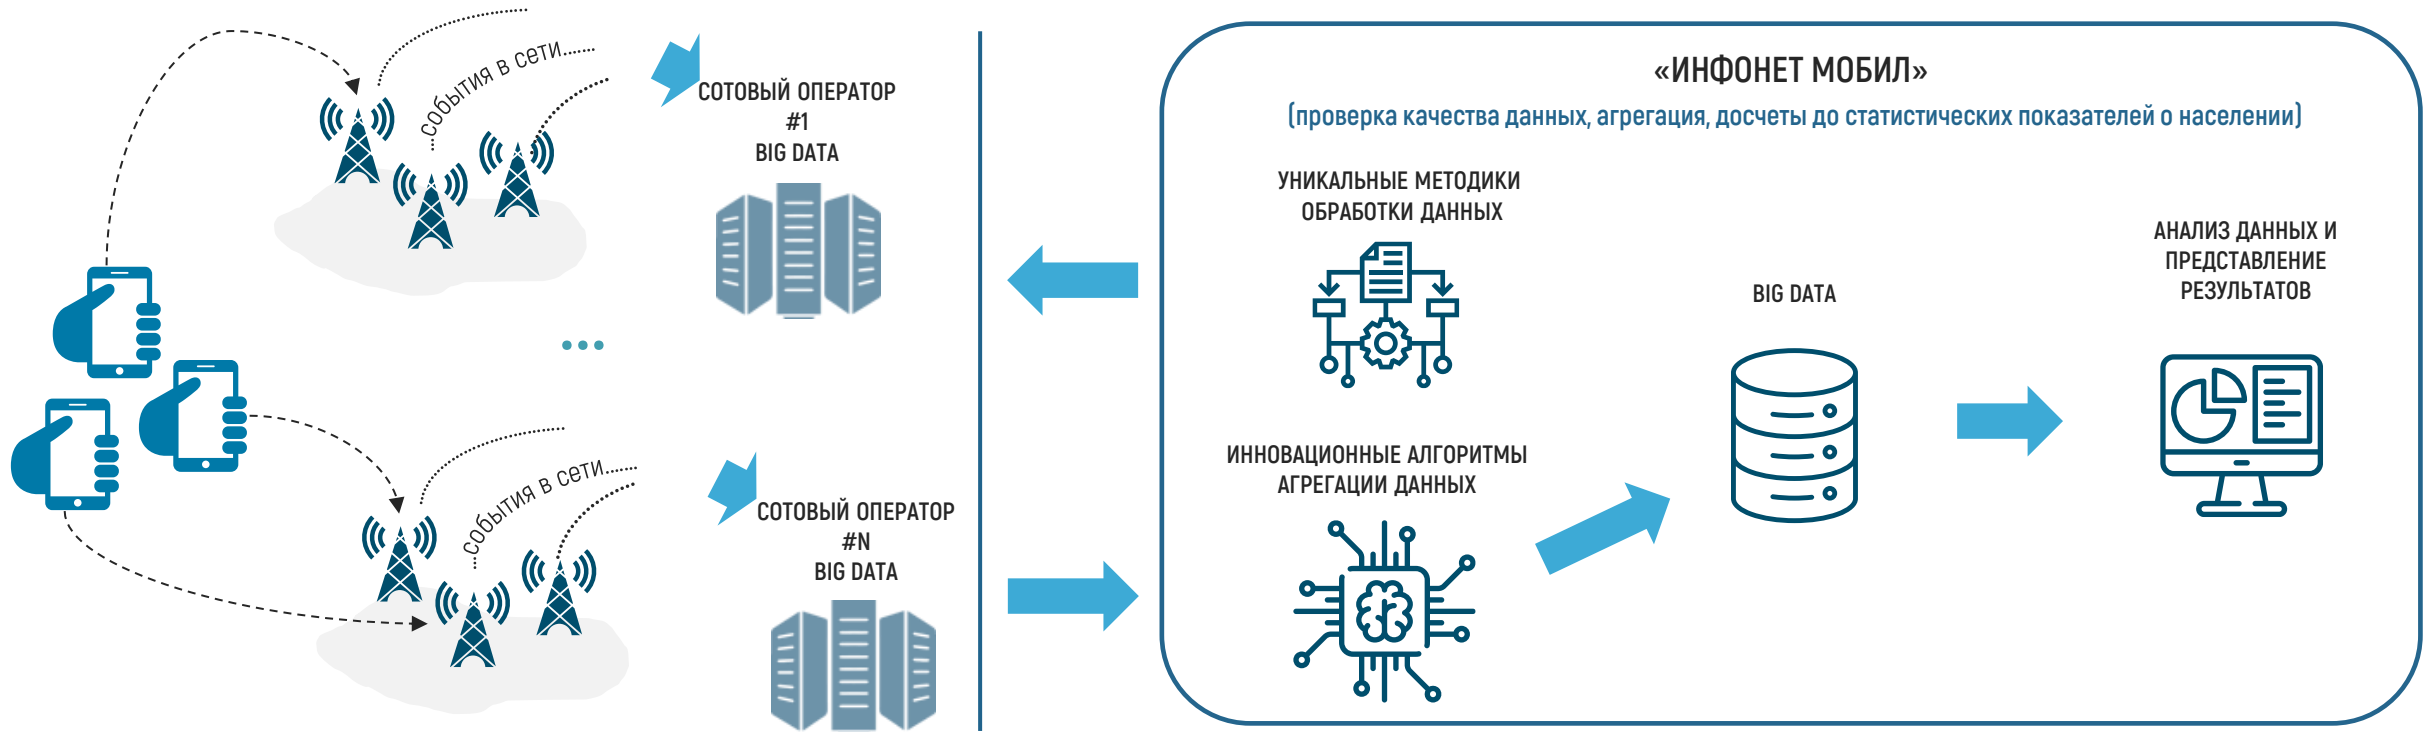 события в сети......
СОТОВЫЙ ОПЕРАТОР
#1
BIG DATA
события в сети......
СОТОВЫЙ ОПЕРАТОР
#N
BIG DATA
«ИНФОНЕТ МОБИЛ»
(проверка качества данных, агрегация, досчеты до статистических показателей о населении)
УНИКАЛЬНЫЕ МЕТОДИКИ
ОБРАБОТКИ ДАННЫХ
ИННОВАЦИОННЫЕ АЛГОРИТМЫ
АГРЕГАЦИИ ДАННЫХ
BIG DATA
АНАЛИЗ ДАННЫХ И
ПРЕДСТАВЛЕНИЕ
РЕЗУЛЬТАТОВ